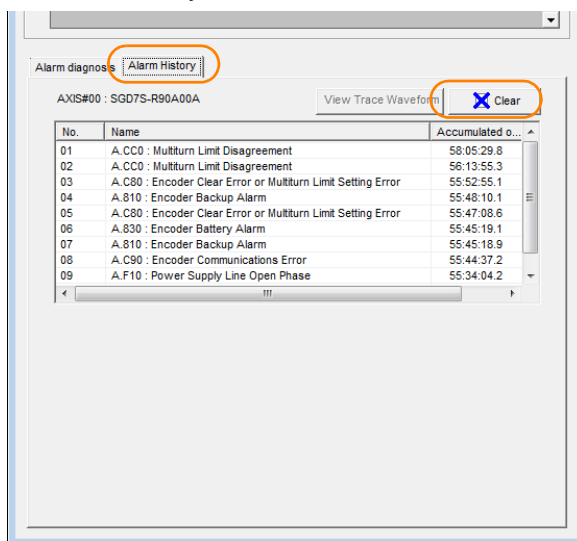 Alarm diagnosis Alarm History
AXIS#00 : SGD7S-R90A00A View Trace Waveform Clear
No. Name Accumulated o...
01 A.CC0 : Multiturn Limit Disagreement 58:05:29.8
02 A.CC0 : Multiturn Limit Disagreement 56:13:55.3
03 A.C80 : Encoder Clear Error or Multiturn Limit Setting Error 55:52:55.1
04 A.810 : Encoder Backup Alarm 55:48:10.1
05 A.C80 : Encoder Clear Error or Multiturn Limit Setting Error 55:47:08.6
06 A.830 : Encoder Battery Alarm 55:45:19.1
07 A.810 : Encoder Backup Alarm 55:45:18.9
08 A.C90 : Encoder Communications Error 55:44:37.2
09 A.F10 : Power Supply Line Open Phase 55:34:04.2